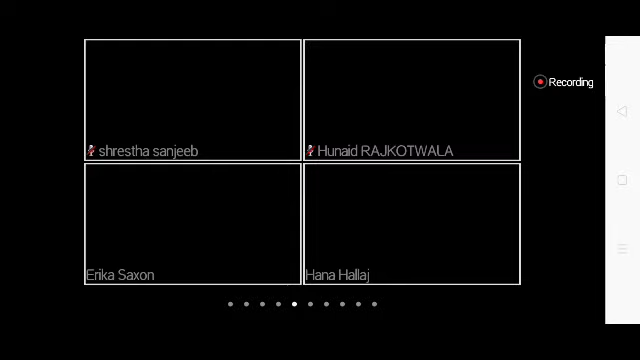 Recording
shrestha sanjeeb
Hunaid RAJKOTWALA
Erika Saxon
Hana Hallaj